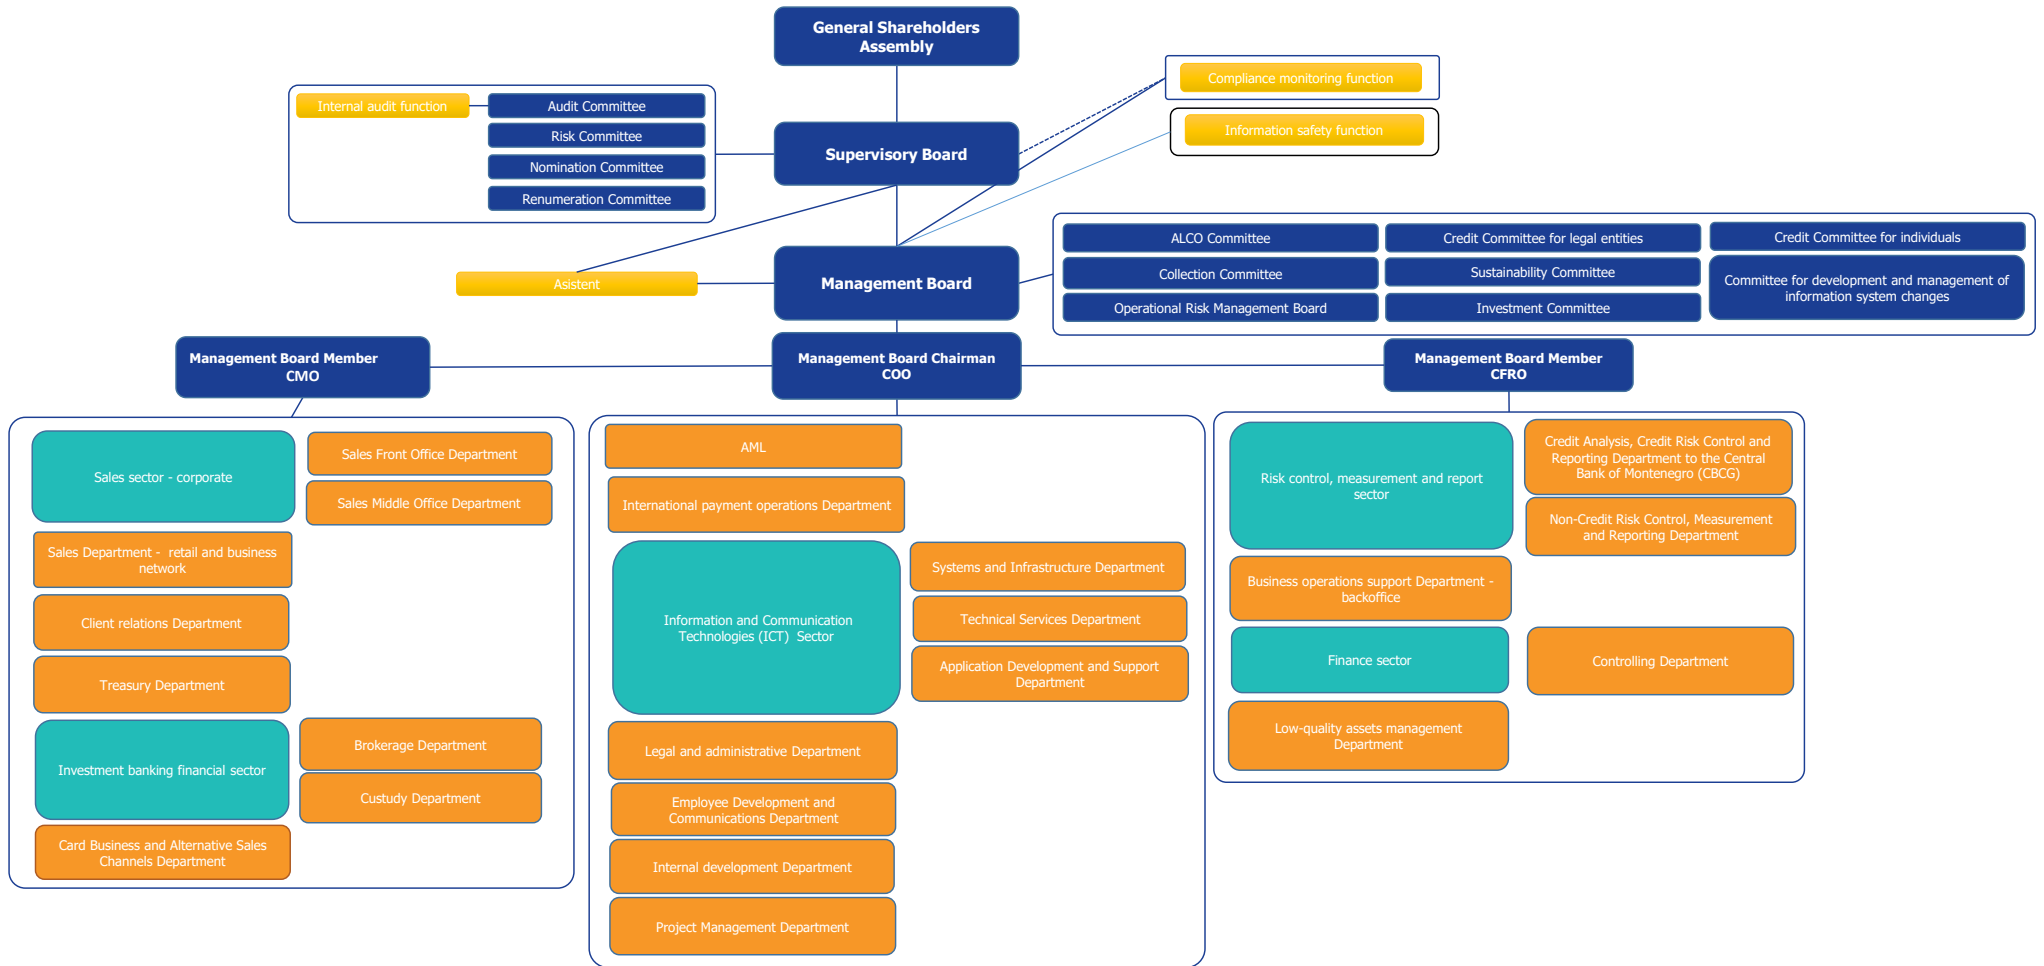 General Shareholders
Assembly
Compliance monitoring function
Information safety function
Internal audit function
Audit Committee
Risk Committee
Nomination Committee
Renumeration Committee
Supervisory Board
Asistent
Management Board
ALCO Committee
Credit Committee for legal entities
Credit Committee for individuals
Collection Committee
Sustainability Committee
Committee for development and management of
information system changes
Operational Risk Management Board
Investment Committee
Management Board Member
CMO
Management Board Chairman
COO
Management Board Member
CFRO
Sales sector - corporate
Sales Front Office Department
Sales Middle Office Department
Sales Department -  retail and business
network
Client relations Department
Treasury Department
Investment banking financial sector
Brokerage Department
Custudy Department
Card Business and Alternative Sales
Channels Department
AML
International payment operations Department
Information and Communication
Technologies (ICT)  Sector
Systems and Infrastructure Department
Technical Services Department
Application Development and Support
Department
Legal and administrative Department
Employee Development and
Communications Department
Internal development Department
Project Management Department
Risk control, measurement and report
sector
Credit Analysis, Credit Risk Control and
Reporting Department to the Central
Bank of Montenegro (CBCG)
Non-Credit Risk Control, Measurement
and Reporting Department
Business operations support Department -
backoffice
Finance sector
Controlling Department
Low-quality assets management
Department